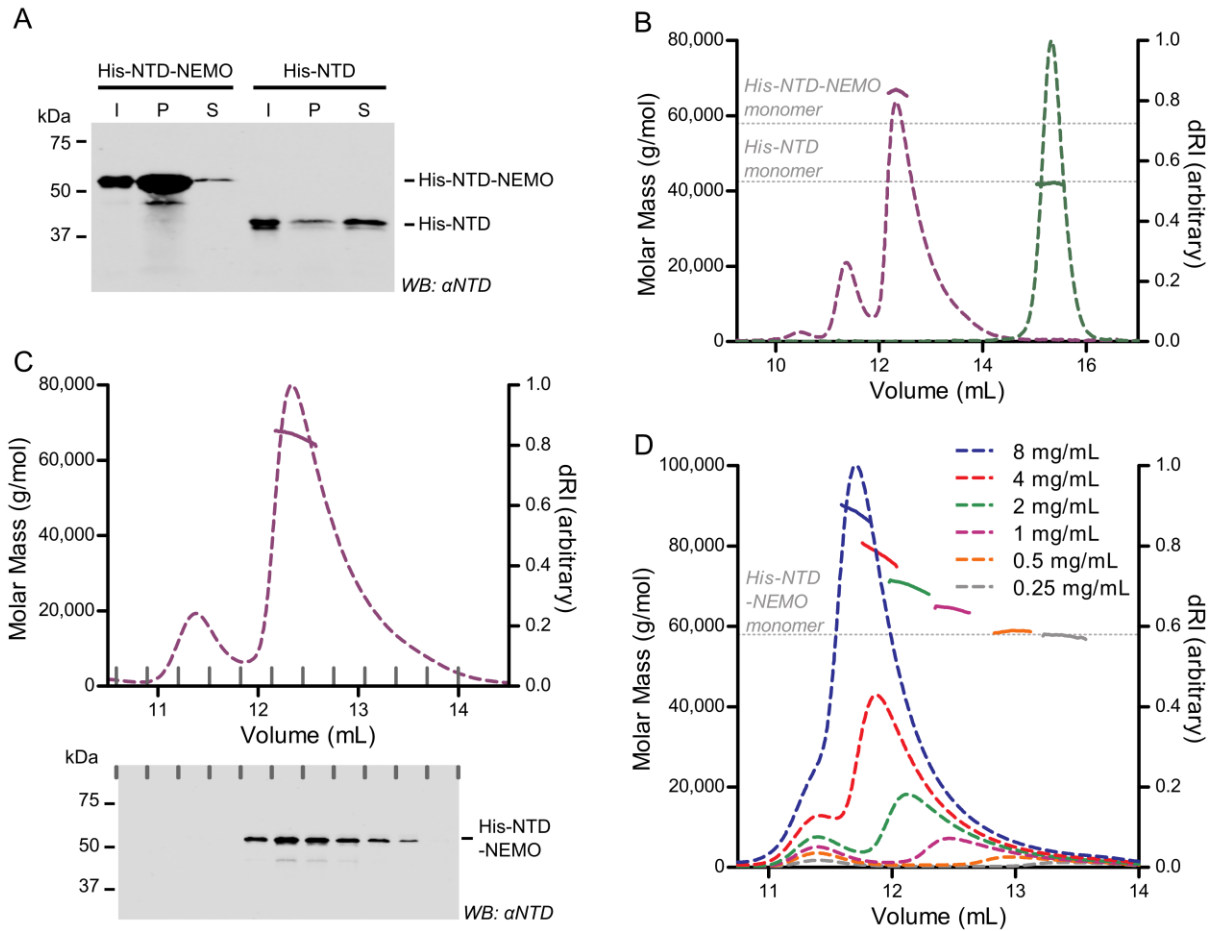 A
His-NTD-NEMO His-NTD
I P S I P S
kDa
75
50
37
His-NTD-NEMO
His-NTD
WB: αNTD
B
80,000
60,000
40,000
20,000
0
Molar Mass (g/mol)
His-NTD-NEMO
monomer
His-NTD
monomer
1.0
0.8
0.6
0.4
0.2
0.0
dRI (arbitrary)
10 12 14 16
Volume (mL)
C
80,000
60,000
40,000
20,000
0
Molar Mass (g/mol)
1.0
0.8
0.6
0.4
0.2
0.0
dRI (arbitrary)
11 12 13 14
Volume (mL)
kDa
75
50
37
His-NTD
-NEMO
WB: αNTD
D
100,000
80,000
60,000
40,000
20,000
0
Molar Mass (g/mol)
His-NTD
-NEMO
monomer
8 mg/mL
4 mg/mL
2 mg/mL
1 mg/mL
0.5 mg/mL
0.25 mg/mL
1.0
0.8
0.6
0.4
0.2
0.0
dRI (arbitrary)
11 12 13 14
Volume (mL)